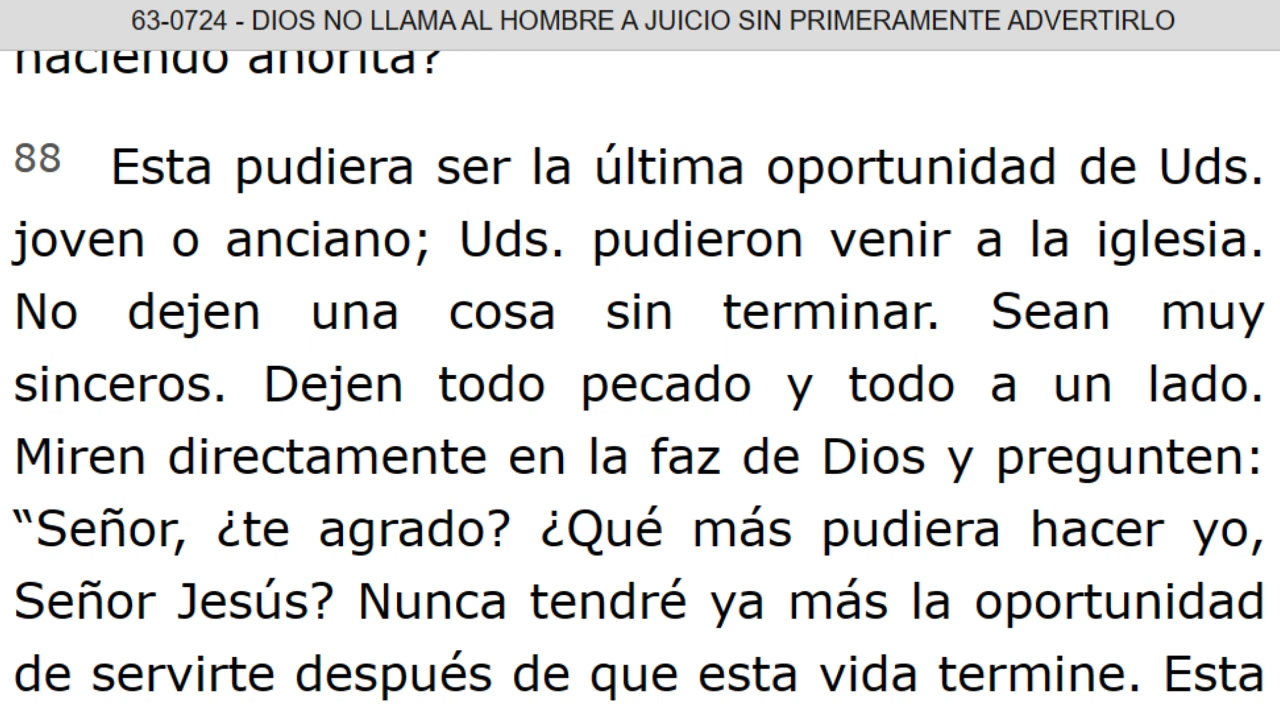 63-0724 - DIOS NO LLAMA AL HOMBRE A JUICIO SIN PRIMERAMENTE ADVERTIRLO
haciendo ahorita?
88 Esta pudiera ser la última oportunidad de Uds.
joven o anciano; Uds. pudieron venir a la iglesia.
No dejen una cosa sin terminar. Sean muy
sinceros. Dejen todo pecado y todo a un lado.
Miren directamente en la faz de Dios y pregunten:
“Señor, ¿te agrado? ¿Qué más pudiera hacer yo,
Señor Jesús? Nunca tendré ya más la oportunidad
de servirte después de que esta vida termine. Esta